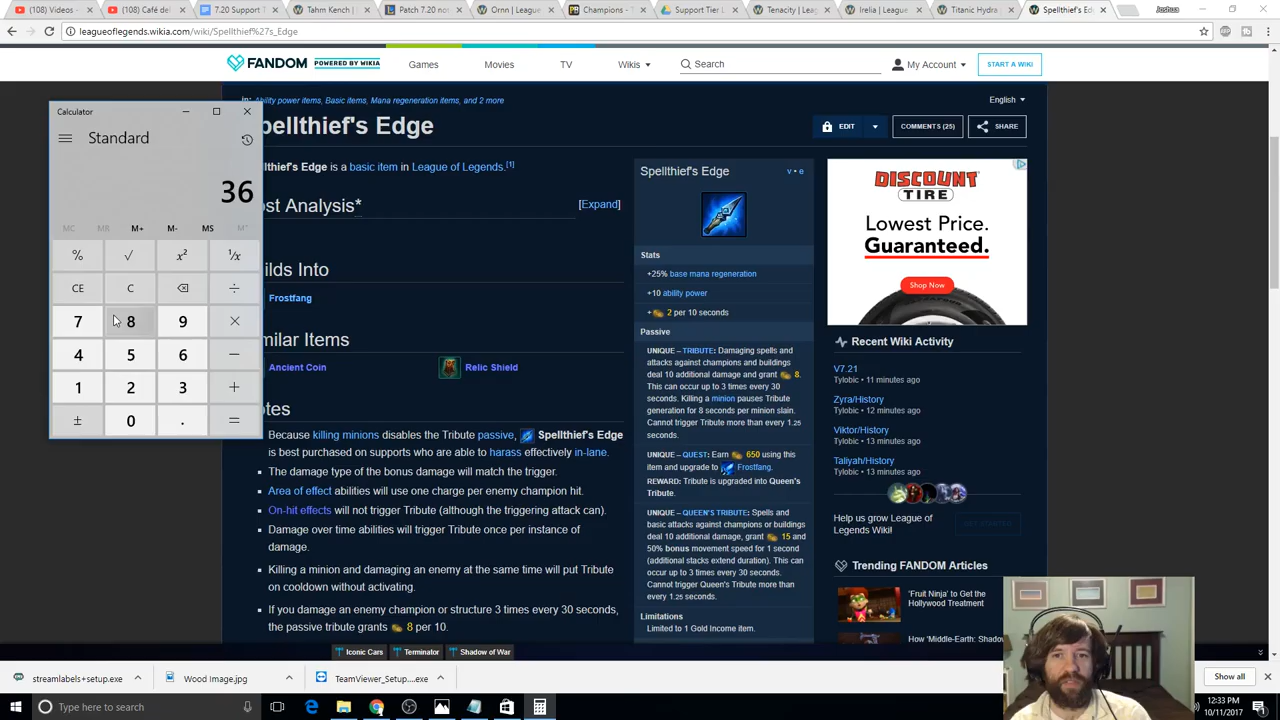 (108) Videos -
(108) Café del
7.20 Support T
Tahm Kench |
Patch 7.20 not
Ornn | League
Champions - T
Support Tier L
Tenacity | Leag
Irelia | League
Titanic Hydra
Spellthief's Edg
Joshua
leagueoflegends.wikia.com/wiki/Spellthief%27s_Edge
FANDOM POWERED BY WIKIA
Games
Movies
TV
Wikis
Search
My Account
START A WIKI
in: Ability power items, Basic items, Mana regeneration items, and 2 more
English
pellthief's Edge
EDIT
COMMENTS (25)
SHARE
Calculator
Standard
36
MC MR M+ M- MS M
% √ x² ¹/x
CE C ÷
7 8 9 ×
4 5 6 -
1 2 3 +
± 0 . =
ellthief's Edge is a basic item in League of Legends.[1]
ost Analysis*
[Expand]
ilds Into
Frostfang
milar Items
Ancient Coin
Relic Shield
otes
Because killing minions disables the Tribute passive, Spellthief's Edge
is best purchased on supports who are able to harass effectively in-lane.
The damage type of the bonus damage will match the trigger.
Area of effect abilities will use one charge per enemy champion hit.
On-hit effects will not trigger Tribute (although the triggering attack can).
Damage over time abilities will trigger Tribute once per instance of
damage.
Killing a minion and damaging an enemy at the same time will put Tribute
on cooldown without activating.
If you damage an enemy champion or structure 3 times every 30 seconds,
the passive tribute grants 8 per 10.
Spellthief's Edge
v • e
Stats
+25% base mana regeneration
+10 ability power
+ 2 per 10 seconds
Passive
UNIQUE – TRIBUTE: Damaging spells and
attacks against champions and buildings
deal 10 additional damage and grant 8.
This can occur up to 3 times every 30
seconds. Killing a minion pauses Tribute
generation for 8 seconds per minion slain.
Cannot trigger Tribute more than every 1.25
seconds.
UNIQUE – QUEST: Earn 650 using this
item and upgrade to Frostfang.
REWARD: Tribute is upgraded into Queen's
Tribute.
UNIQUE – QUEEN'S TRIBUTE: Spells and
basic attacks against champions or buildings
deal 10 additional damage, grant 15 and
50% bonus movement speed for 1 second
(additional stacks extend duration). This can
occur up to 3 times every 30 seconds.
Cannot trigger Queen's Tribute more than
every 1.25 seconds.
Limitations
Limited to 1 Gold Income item.
DISCOUNT
TIRE
Lowest Price.
Guaranteed.
Shop Now
Recent Wiki Activity
V7.21
Tylobic • 11 minutes ago
Zyra/History
Tylobic • 12 minutes ago
Viktor/History
Tylobic • 13 minutes ago
Taliyah/History
Tylobic • 13 minutes ago
Help us grow League of
Legends Wiki!
GET STARTED
Trending FANDOM Articles
'Fruit Ninja' to Get the
Hollywood Treatment
How 'Middle-Earth: Shado
Iconic Cars
Terminator
Shadow of War
streamlabels+setup.exe
Wood Image.jpg
TeamViewer_Setup....exe
Show all
Type here to search
12:33 PM
10/11/2017